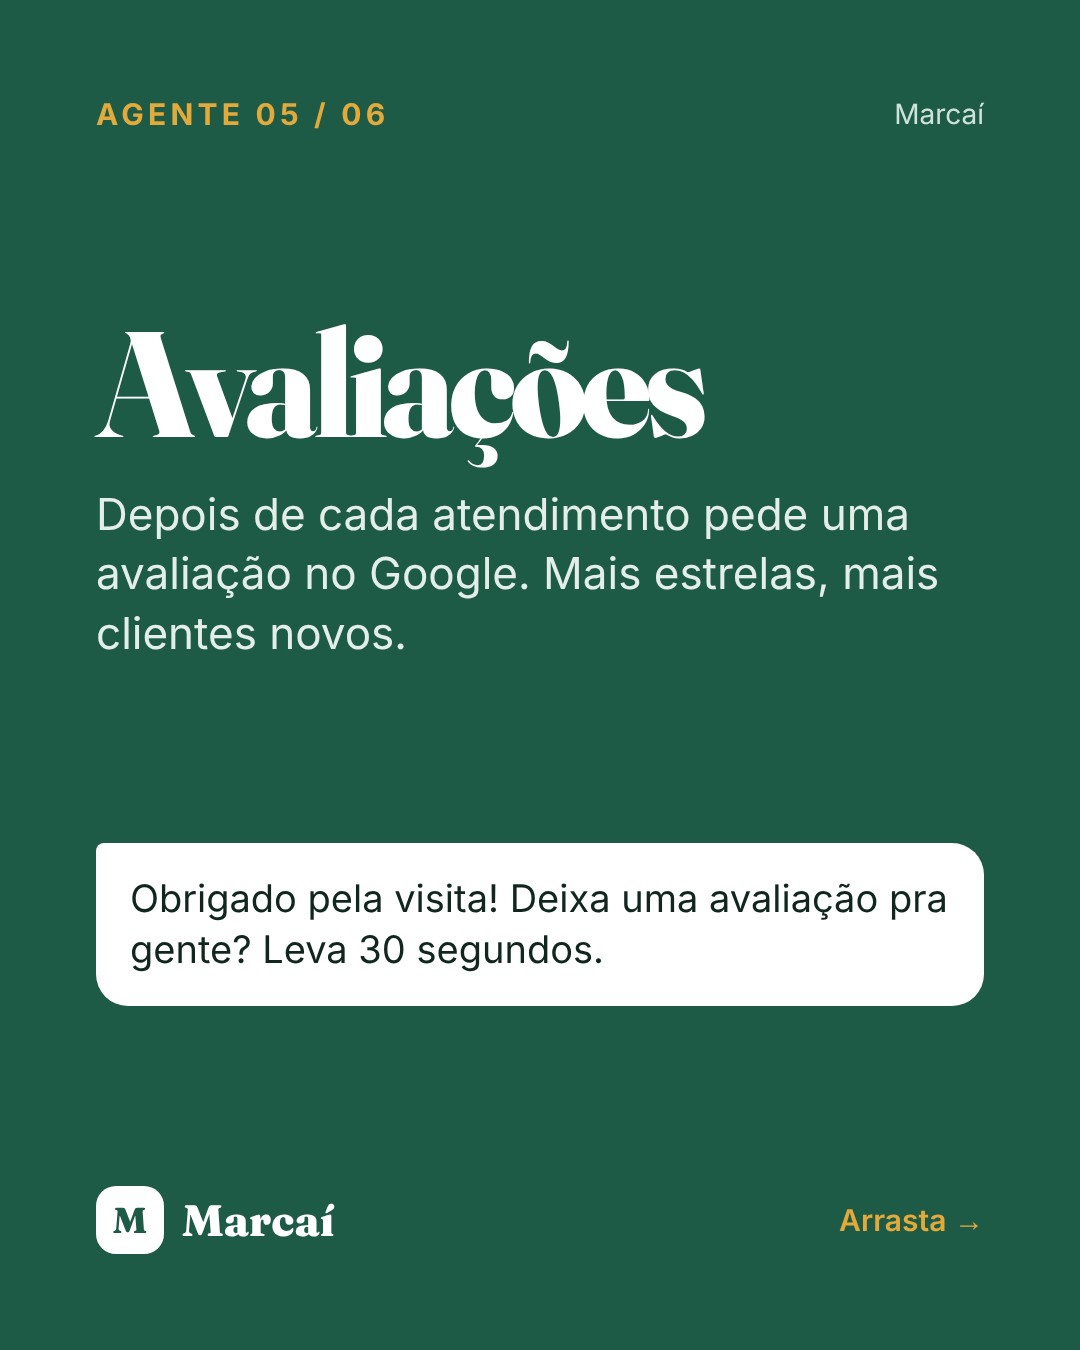 AGENTE 05 / 06
Marcaí
Avaliações
Depois de cada atendimento pede uma
avaliação no Google. Mais estrelas, mais
clientes novos.
Obrigado pela visita! Deixa uma avaliação pra
gente? Leva 30 segundos.
M Marcaí
Arrasta →